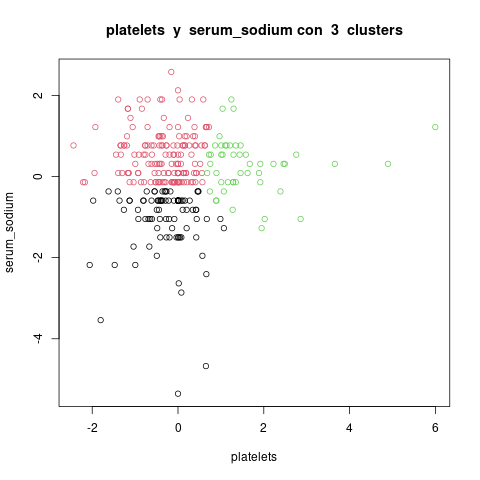 platelets y serum_sodium con 3 clusters
serum_sodium
2
0
-2
-4
-2 0 2 4 6
platelets